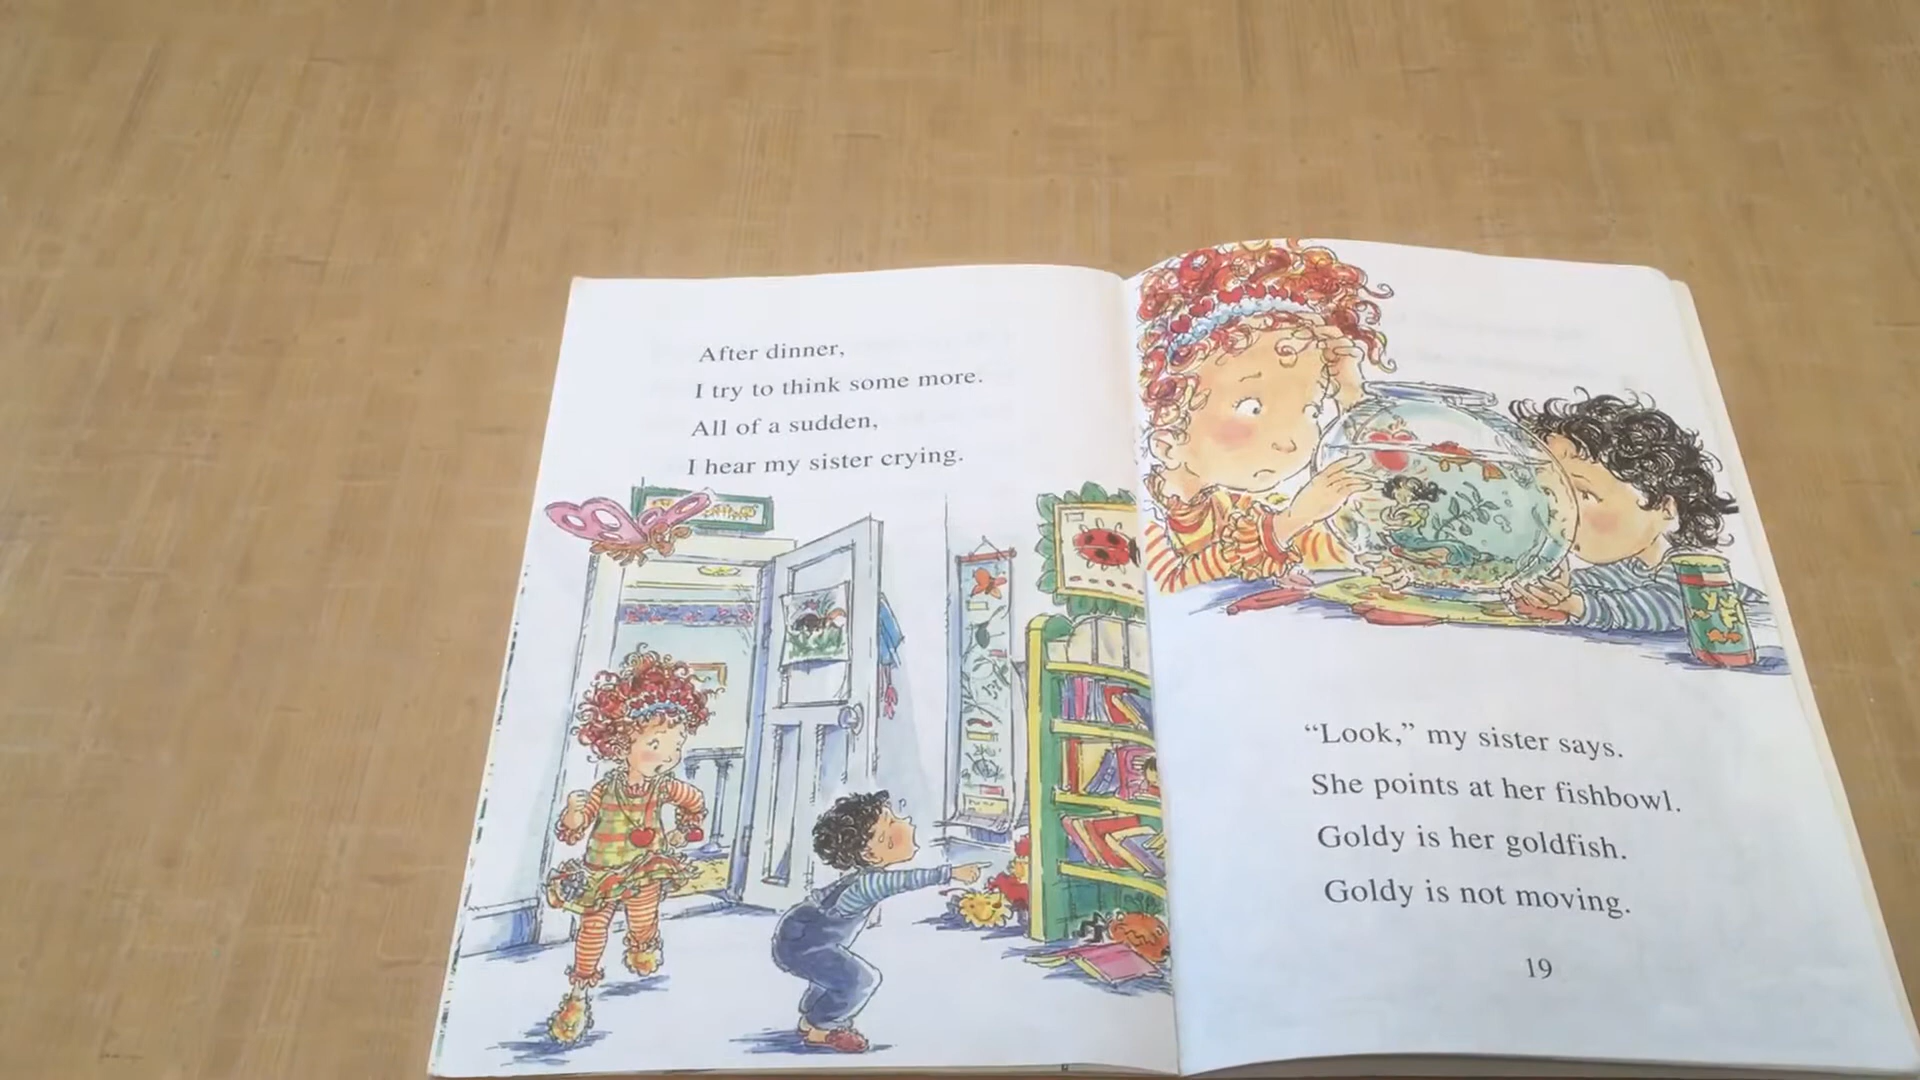 After dinner,
I try to think some more.
All of a sudden,
I hear my sister crying.
“Look,” my sister says.
She points at her fishbowl.
Goldy is her goldfish.
Goldy is not moving.
19